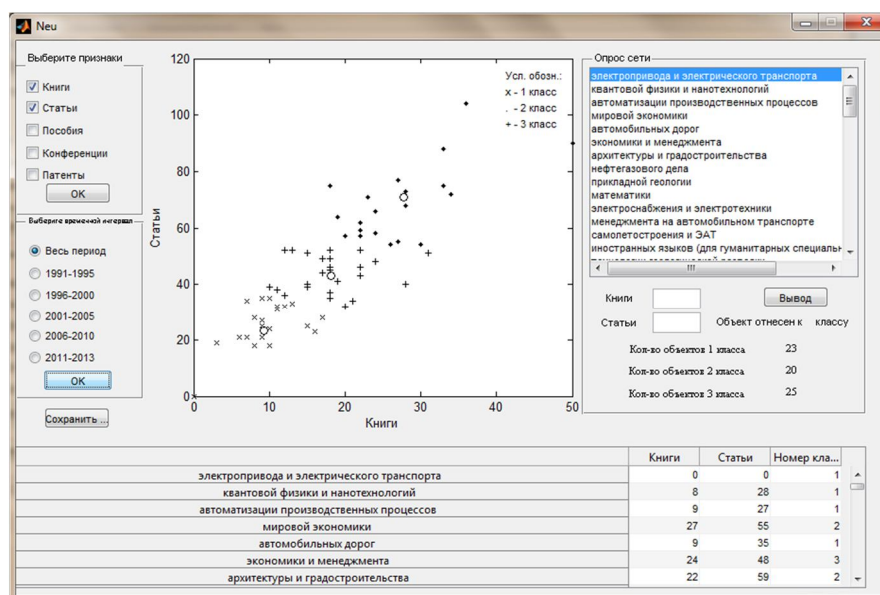 Neu
Выберите признаки
Книги
Статьи
Пособия
Конференции
Патенты
OK
Выберите временной интервал
Весь период
1991-1995
1996-2000
2001-2005
2006-2010
2011-2013
OK
Сохранить ...
120
100
80
60
40
20
0
0
10
20
30
40
50
Статьи
Книги
Усл. обозн.:
x - 1 класс
. - 2 класс
+ - 3 класс
Опрос сети
электропривода и электрического транспорта
квантовой физики и нанотехнологий
автоматизации производственных процессов
мировой экономики
автомобильных дорог
экономики и менеджмента
архитектуры и градостроительства
нефтегазового дела
прикладной геологии
математики
электроснабжения и электротехники
менеджмента на автомобильном транспорте
самолетостроения и ЭАТ
иностранных языков (для гуманитарных специальн
Книги
Вывод
Статьи
Объект отнесен к классу
Кол-во объектов 1 класса 23
Кол-во объектов 2 класса 20
Кол-во объектов 3 класса 25
Книги Статьи Номер кла...
электропривода и электрического транспорта 0 0 1
квантовой физики и нанотехнологий 8 28 1
автоматизации производственных процессов 9 27 1
мировой экономики 27 55 2
автомобильных дорог 9 35 1
экономики и менеджмента 24 48 3
архитектуры и градостроительства 22 59 2